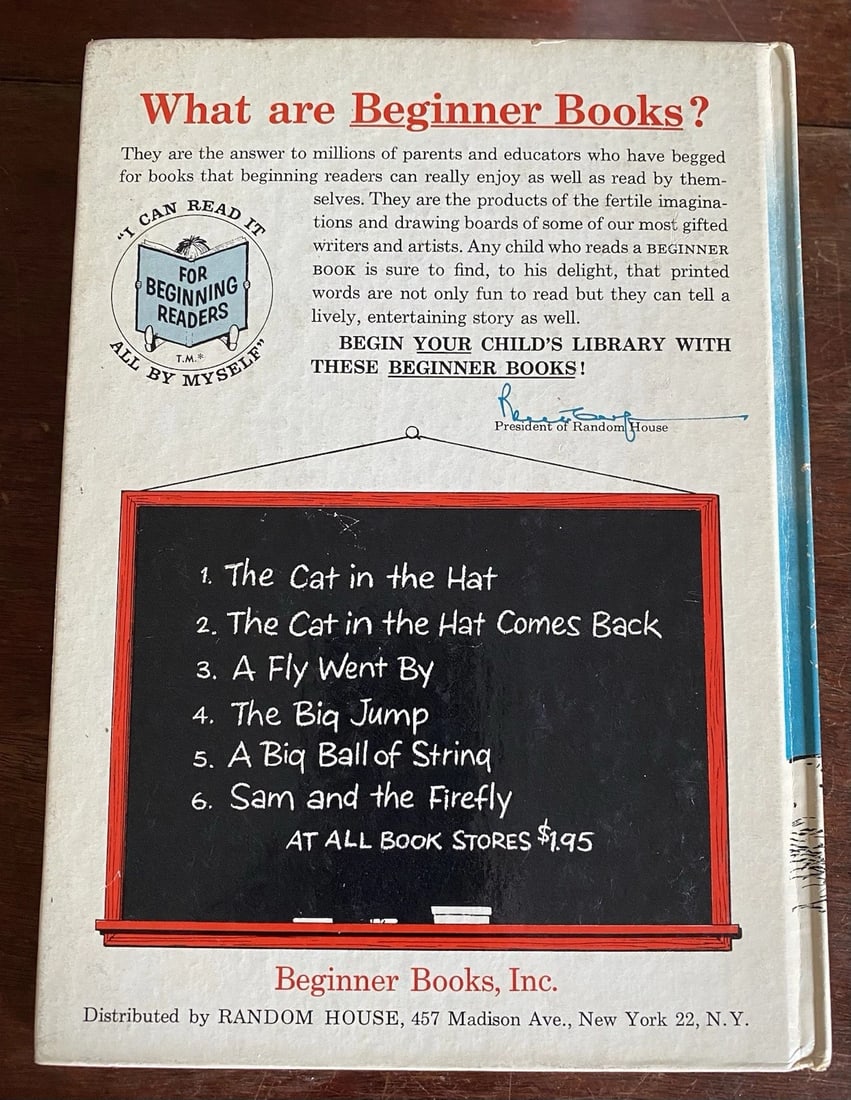 What are Beginner Books?
They are the answer to millions of parents and educators who have begged
for books that beginning readers can really enjoy as well as read by them-
selves. They are the products of the fertile imagina-
tions and drawing boards of some of our most gifted
writers and artists. Any child who reads a BEGINNER
BOOK is sure to find, to his delight, that printed
words are not only fun to read but they can tell a
lively, entertaining story as well.
BEGIN YOUR CHILD'S LIBRARY WITH
THESE BEGINNER BOOKS!
"I CAN READ IT
FOR
BEGINNING
READERS
T.M.*
ALL BY MYSELF"
President of Random House
1. The Cat in the Hat
2. The Cat in the Hat Comes Back
3. A Fly Went By
4. The Big Jump
5. A Big Ball of String
6. Sam and the Firefly
AT ALL BOOK STORES $1.95
Beginner Books, Inc.
Distributed by RANDOM HOUSE, 457 Madison Ave., New York 22, N.Y.